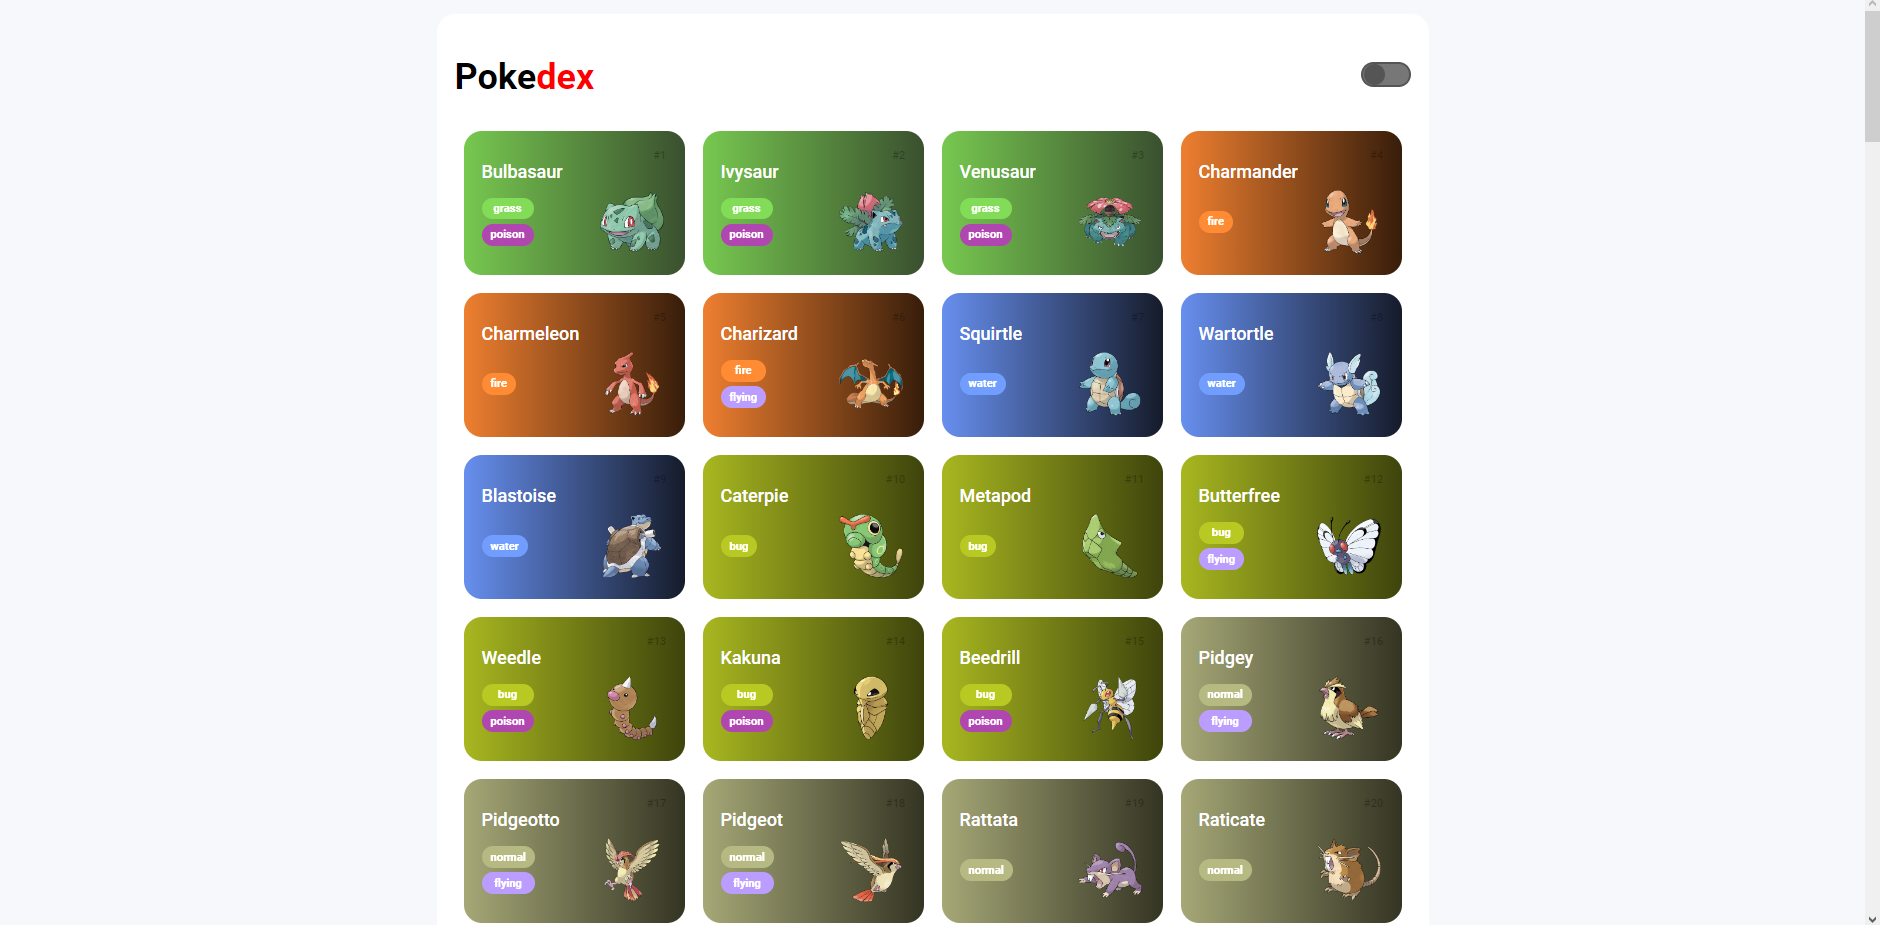 Pokedex
#1
Bulbasaur
grass
poison
#2
Ivysaur
grass
poison
#3
Venusaur
grass
poison
#4
Charmander
fire
#5
Charmeleon
fire
#6
Charizard
fire
flying
#7
Squirtle
water
#8
Wartortle
water
#9
Blastoise
water
#10
Caterpie
bug
#11
Metapod
bug
#12
Butterfree
bug
flying
#13
Weedle
bug
poison
#14
Kakuna
bug
poison
#15
Beedrill
bug
poison
#16
Pidgey
normal
flying
#17
Pidgeotto
normal
flying
#18
Pidgeot
normal
flying
#19
Rattata
normal
#20
Raticate
normal